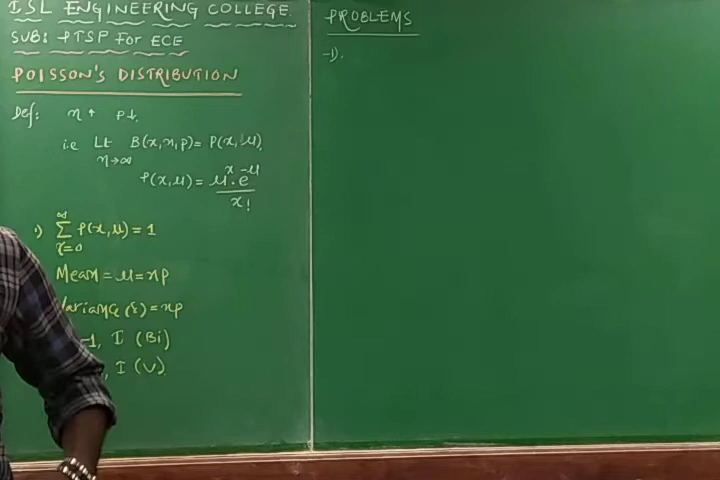 ISL ENGINEERING COLLEGE.
SUB: PTSP FOR ECE
POISSON'S DISTRIBUTION
Def: n↑ P↓.
i.e Lt n→∞ B(x,n,p) = P(x,μ).
P(x,μ) = μ^x · e^-μ / x!
1) ∞ Σ r=0 P(x,μ) = 1
Mean = μ = np
Variance = np
-1, I (Bi)
, I (V)
PROBLEMS
-1).